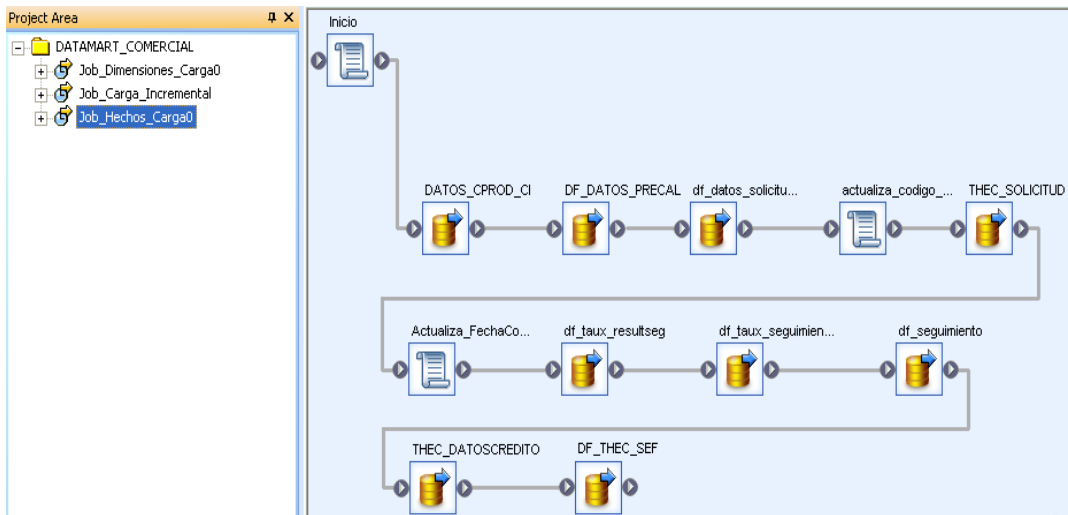 Project Area
DATAMART_COMERCIAL
Job_Dimensiones_Carga0
Job_Carga_Incremental
Job_Hechos_Carga0
Inicio
DATOS_CPROD_CI
DF_DATOS_PRECAL
df_datos_solicitu...
actualiza_codigo_...
THEC_SOLICITUD
Actualiza_FechaCo...
df_taux_resultseg
df_taux_seguimien...
df_seguimiento
THEC_DATOSCREDITO
DF_THEC_SEF